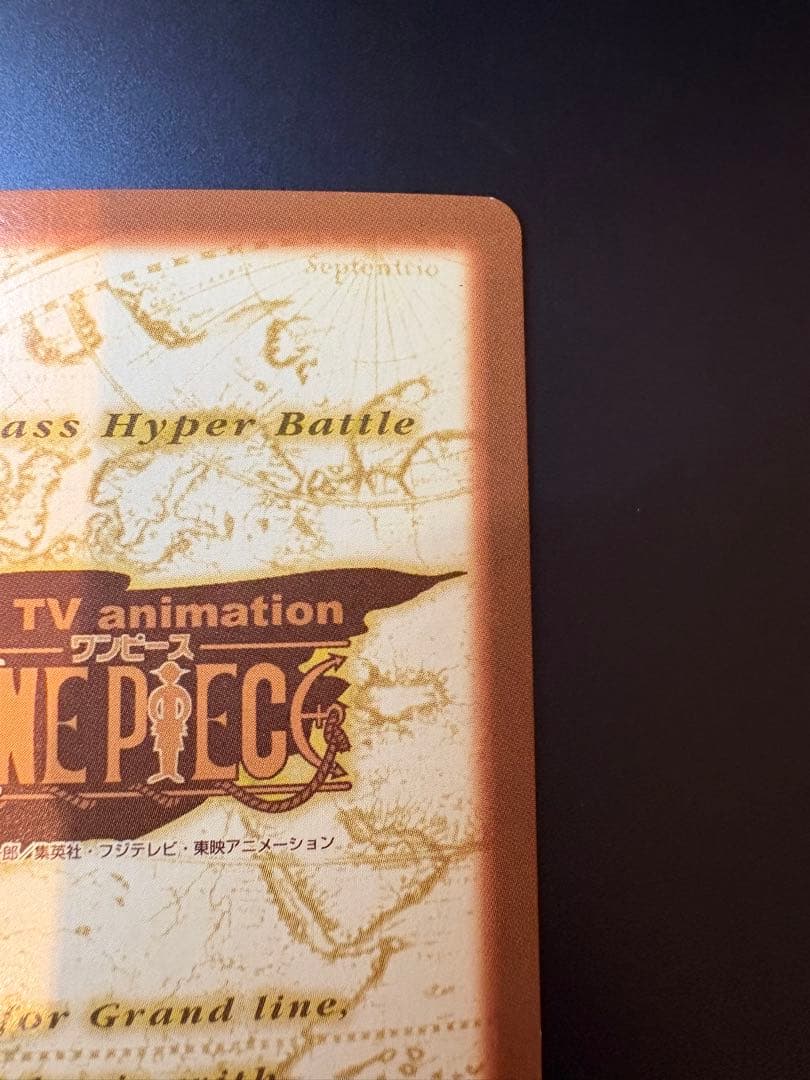 Septentrio
ass Hyper Battle
TV animation
ワンピース
NE PIECE
郎/集英社・フジテレビ・東映アニメーション
for Grand line,
with